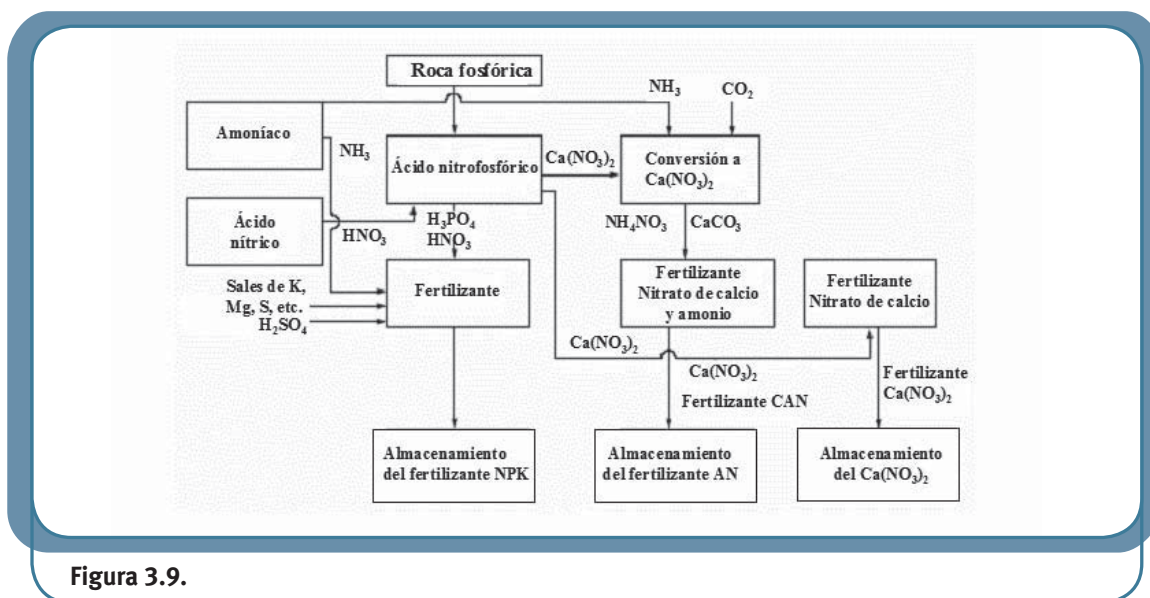 Roca fosfórica
Amoníaco
NH₃
CO₂
NH₃
Ácido nitrofosfórico
Ca(NO₃)₂
Conversión a
Ca(NO₃)₂
Ácido
nítrico
HNO₃
H₃PO₄
HNO₃
NH₄NO₃
CaCO₃
Sales de K,
Mg, S, etc.
H₂SO₄
Fertilizante
Fertilizante
Nitrato de calcio
y amonio
Fertilizante
Nitrato de calcio
Ca(NO₃)₂
Ca(NO₃)₂
Fertilizante CAN
Fertilizante
Ca(NO₃)₂
Almacenamiento
del fertilizante NPK
Almacenamiento
del fertilizante AN
Almacenamiento
del Ca(NO₃)₂
Figura 3.9.